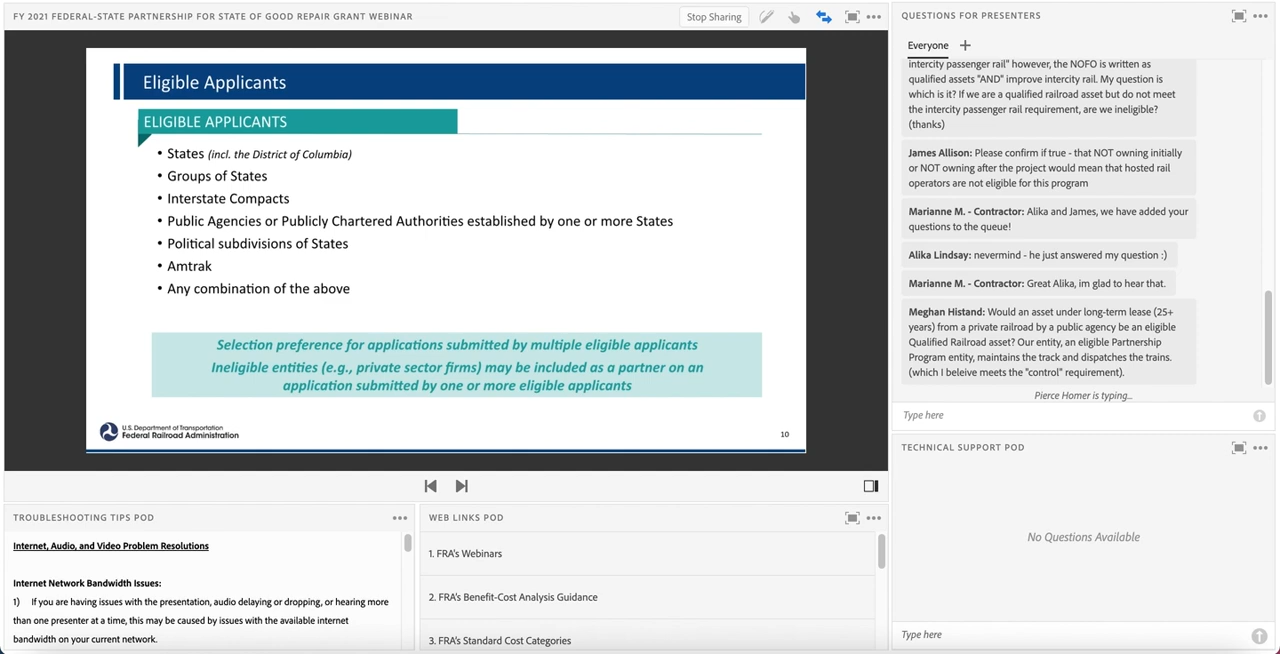 FY 2021 FEDERAL-STATE PARTNERSHIP FOR STATE OF GOOD REPAIR GRANT WEBINAR
Stop Sharing
Eligible Applicants
ELIGIBLE APPLICANTS
• States (incl. the District of Columbia)
• Groups of States
• Interstate Compacts
• Public Agencies or Publicly Chartered Authorities established by one or more States
• Political subdivisions of States
• Amtrak
• Any combination of the above
Selection preference for applications submitted by multiple eligible applicants
Ineligible entities (e.g., private sector firms) may be included as a partner on an
application submitted by one or more eligible applicants
U.S. Department of Transportation
Federal Railroad Administration
10
TROUBLESHOOTING TIPS POD
Internet, Audio, and Video Problem Resolutions
Internet Network Bandwidth Issues:
1) If you are having issues with the presentation, audio delaying or dropping, or hearing more
than one presenter at a time, this may be caused by issues with the available internet
bandwidth on your current network.
WEB LINKS POD
1. FRA's Webinars
2. FRA's Benefit-Cost Analysis Guidance
3. FRA's Standard Cost Categories
QUESTIONS FOR PRESENTERS
Everyone
intercity passenger rail" however, the NOFO is written as
qualified assets "AND" improve intercity rail. My question is
which is it? If we are a qualified railroad asset but do not meet
the intercity passenger rail requirement, are we ineligible?
(thanks)
James Allison: Please confirm if true - that NOT owning initially
or NOT owning after the project would mean that hosted rail
operators are not eligible for this program
Marianne M. - Contractor: Alika and James, we have added your
questions to the queue!
Alika Lindsay: nevermind - he just answered my question :)
Marianne M. - Contractor: Great Alika, im glad to hear that.
Meghan Histand: Would an asset under long-term lease (25+
years) from a private railroad by a public agency be an eligible
Qualified Railroad asset? Our entity, an eligible Partnership
Program entity, maintains the track and dispatches the trains.
(which I beleive meets the "control" requirement).
Pierce Homer is typing...
Type here
TECHNICAL SUPPORT POD
No Questions Available
Type here